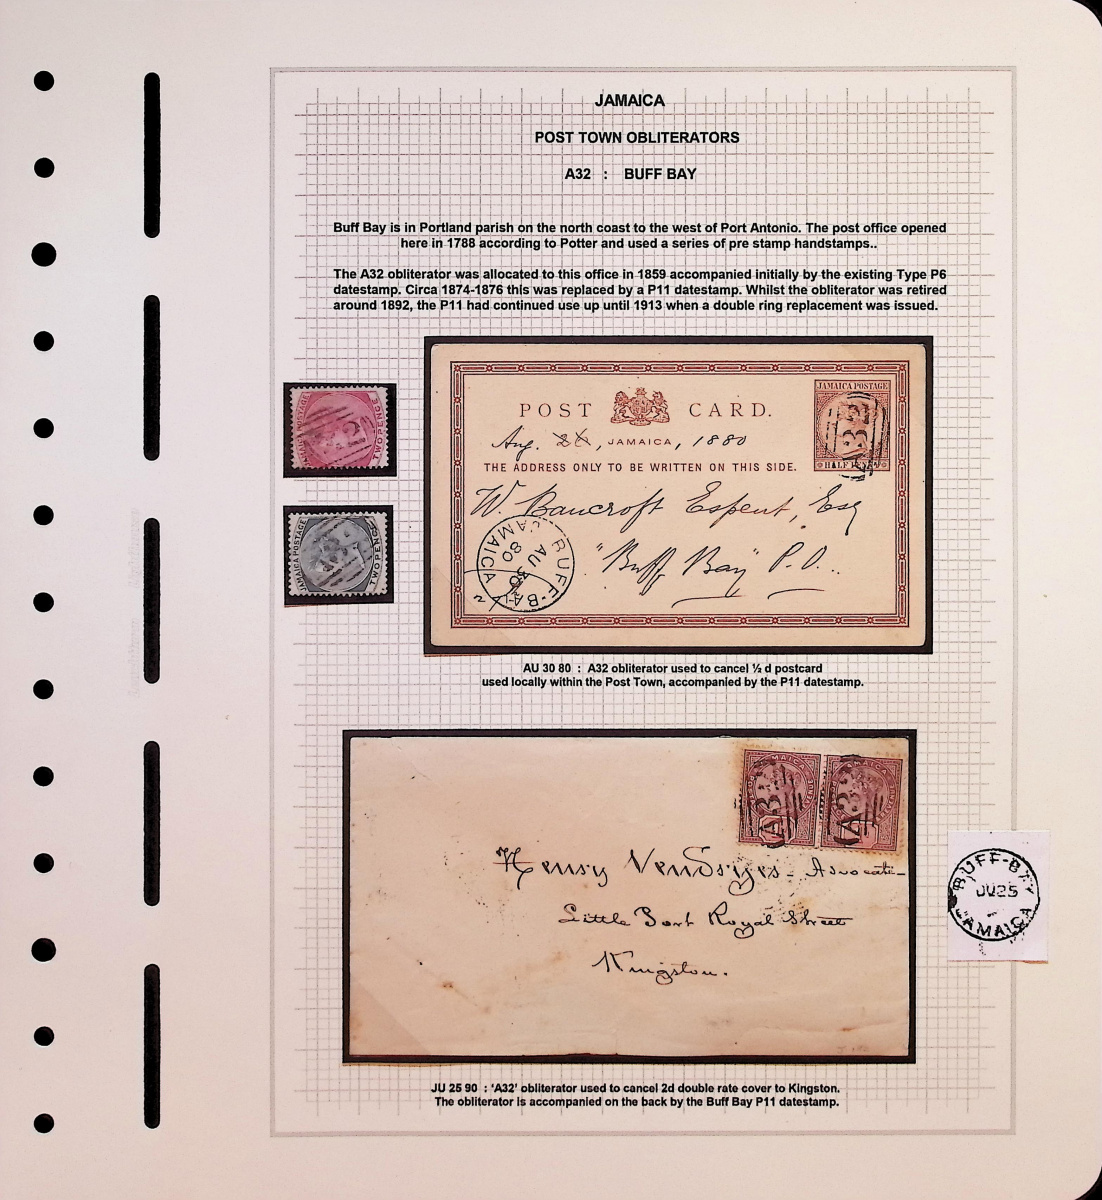 JAMAICA
POST TOWN OBLITERATORS
A32 : BUFF BAY
Buff Bay is in Portland parish on the north coast to the west of Port Antonio. The post office opened
here in 1788 according to Potter and used a series of pre stamp handstamps..
The A32 obliterator was allocated to this office in 1859 accompanied initially by the existing Type P6
datestamp. Circa 1874-1876 this was replaced by a P11 datestamp. Whilst the obliterator was retired
around 1892, the P11 had continued use up until 1913 when a double ring replacement was issued.
JAMAICA POSTAGE
TWO PENCE
JAMAICA POSTAGE
TWO PENCE
JAMAICA POSTAGE
HALF PENNY
A32
POST CARD.
Aug. , JAMAICA, 1880
THE ADDRESS ONLY TO BE WRITTEN ON THIS SIDE.
W. Bancroft Espeut, Esq
"Buff Bay" P.O.
BUFF-BAY
AU 30
80
JAMAICA
AU 30 80 : A32 obliterator used to cancel ½ d postcard
used locally within the Post Town, accompanied by the P11 datestamp.
A32
A32
Henry Vendryes - Advocate
Little Port Royal Street
Kingston.
BUFF-BAY
JU25
JAMAICA
JU 25 90 : 'A32' obliterator used to cancel 2d double rate cover to Kingston.
The obliterator is accompanied on the back by the Buff Bay P11 datestamp.